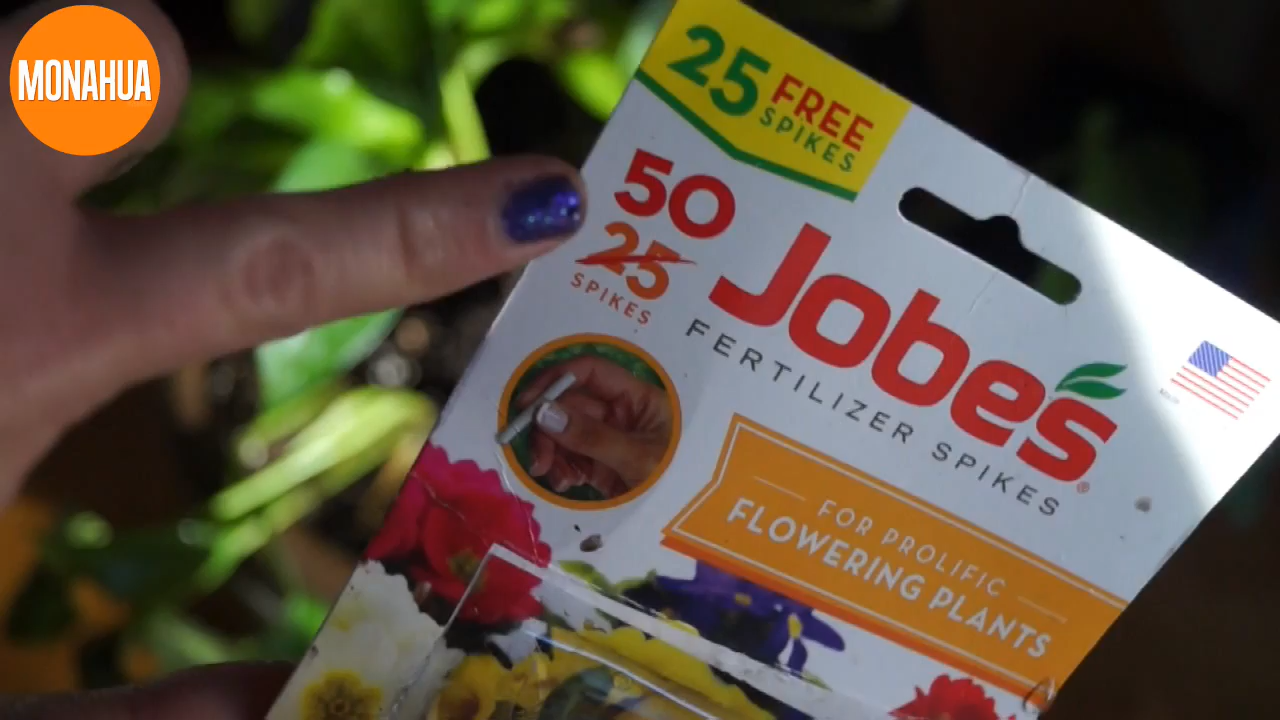 MONAHUA
25 FREE
SPIKES
50
25
SPIKES
Jobe's
FERTILIZER SPIKES
FOR PROLIFIC
FLOWERING PLANTS